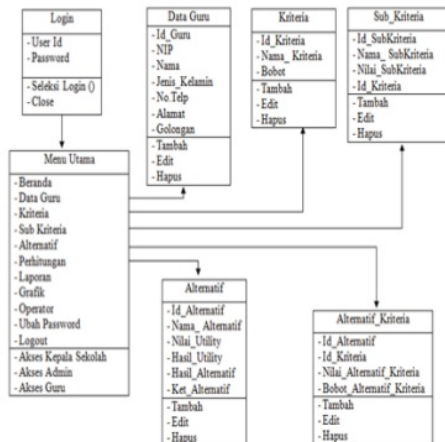 Login
- User Id
- Password
- Seleksi Login ()
- Close
Data Guru
- Id_Guru
- NIP
- Nama
- Jenis_Kelamin
- No.Telp
- Alamat
- Golongan
- Tambah
- Edit
- Hapus
Kriteria
- Id_Kriteria
- Nama_ Kriteria
- Bobot
- Tambah
- Edit
- Hapus
Sub_Kriteria
- Id_SubKriteria
- Nama_ SubKriteria
- Nilai_SubKriteria
- Id_Kriteria
- Tambah
- Edit
- Hapus
Menu Utama
- Beranda
- Data Guru
- Kriteria
- Sub Kriteria
- Alternatif
- Perhitungan
- Laporan
- Grafik
- Operator
- Ubah Password
- Logout
- Akses Kepala Sekolah
- Akses Admin
- Akses Guru
Alternatif
- Id_Alternatif
- Nama_ Alternatif
- Nilai_Utility
- Hasil_Utility
- Hasil_Alternatif
- Ket_Alternatif
- Tambah
- Edit
- Hapus
Alternatif_Kriteria
- Id_Alternatif
- Id_Kriteria
- Nilai_Alternatif_Kriteria
- Bobot_Alternatif_Kriteria
- Tambah
- Edit
- Hapus